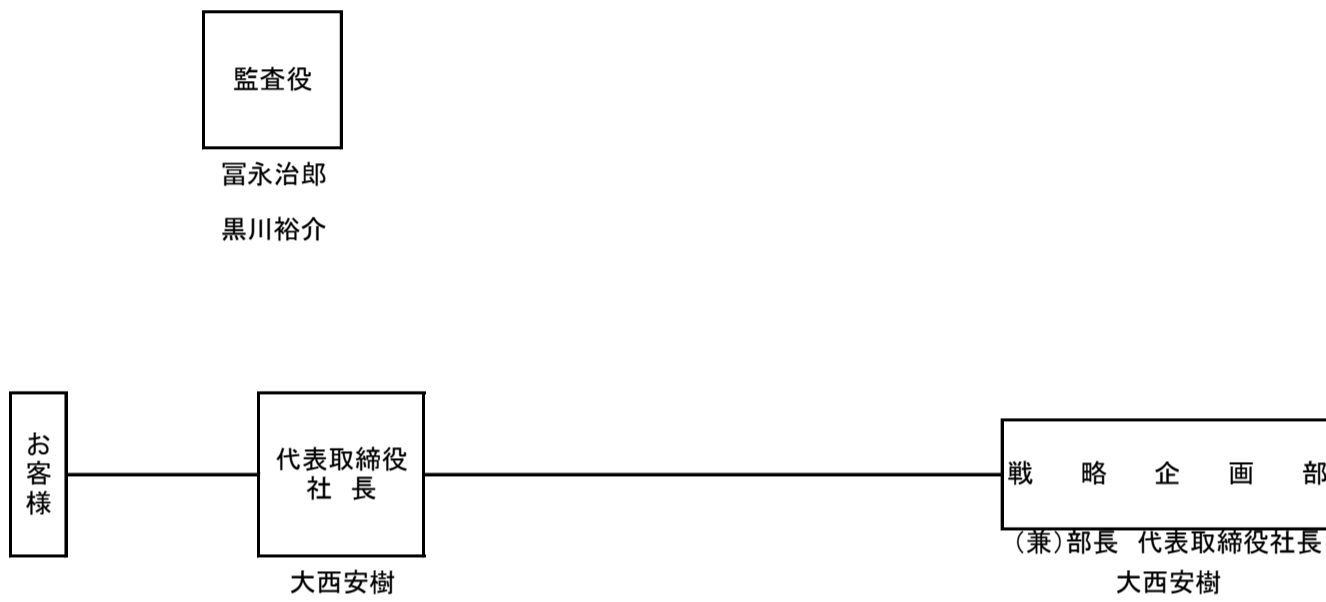 監査役
冨永治郎
黒川裕介
お客様
代表取締役
社 長
大西安樹
戦 略 企 画 部
（兼）部長 代表取締役社長
大西安樹